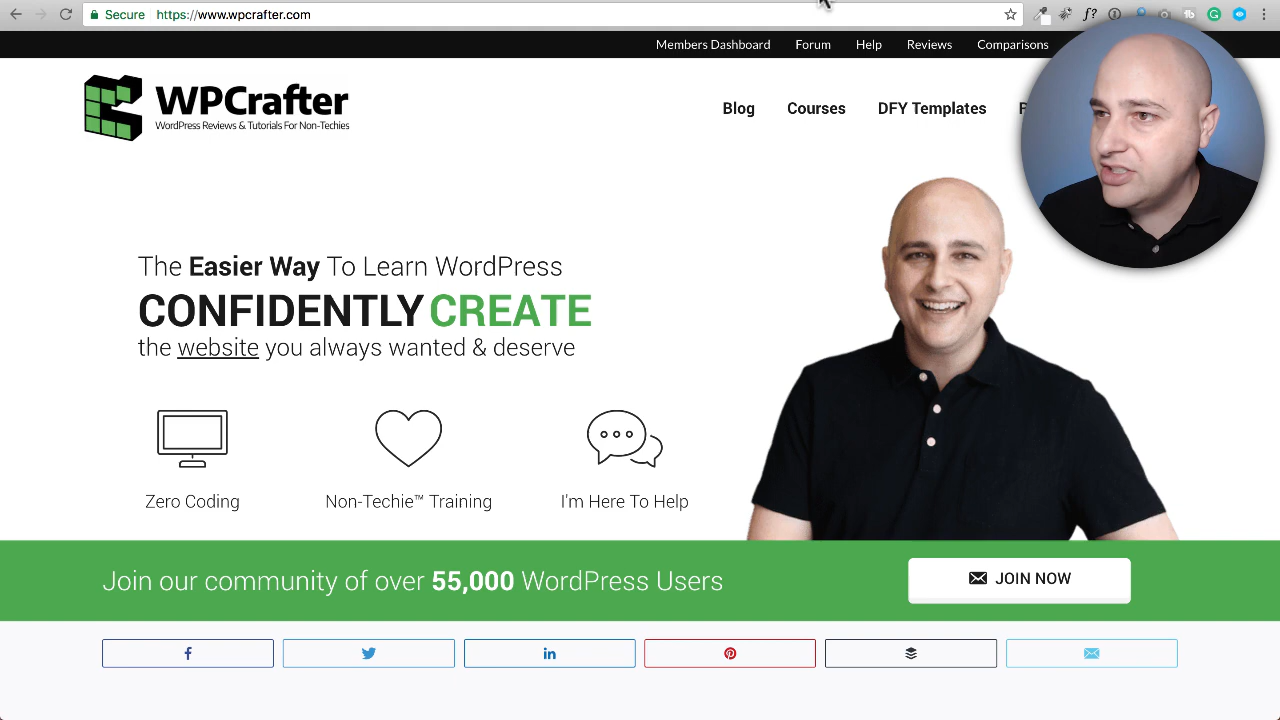 Secure https://www.wpcrafter.com
Members Dashboard Forum Help Reviews Comparisons
WPCrafter
WordPress Reviews & Tutorials For Non-Techies
Blog Courses DFY Templates
The Easier Way To Learn WordPress
CONFIDENTLY CREATE
the website you always wanted & deserve
Zero Coding Non-Techie™ Training I'm Here To Help
Join our community of over 55,000 WordPress Users
JOIN NOW